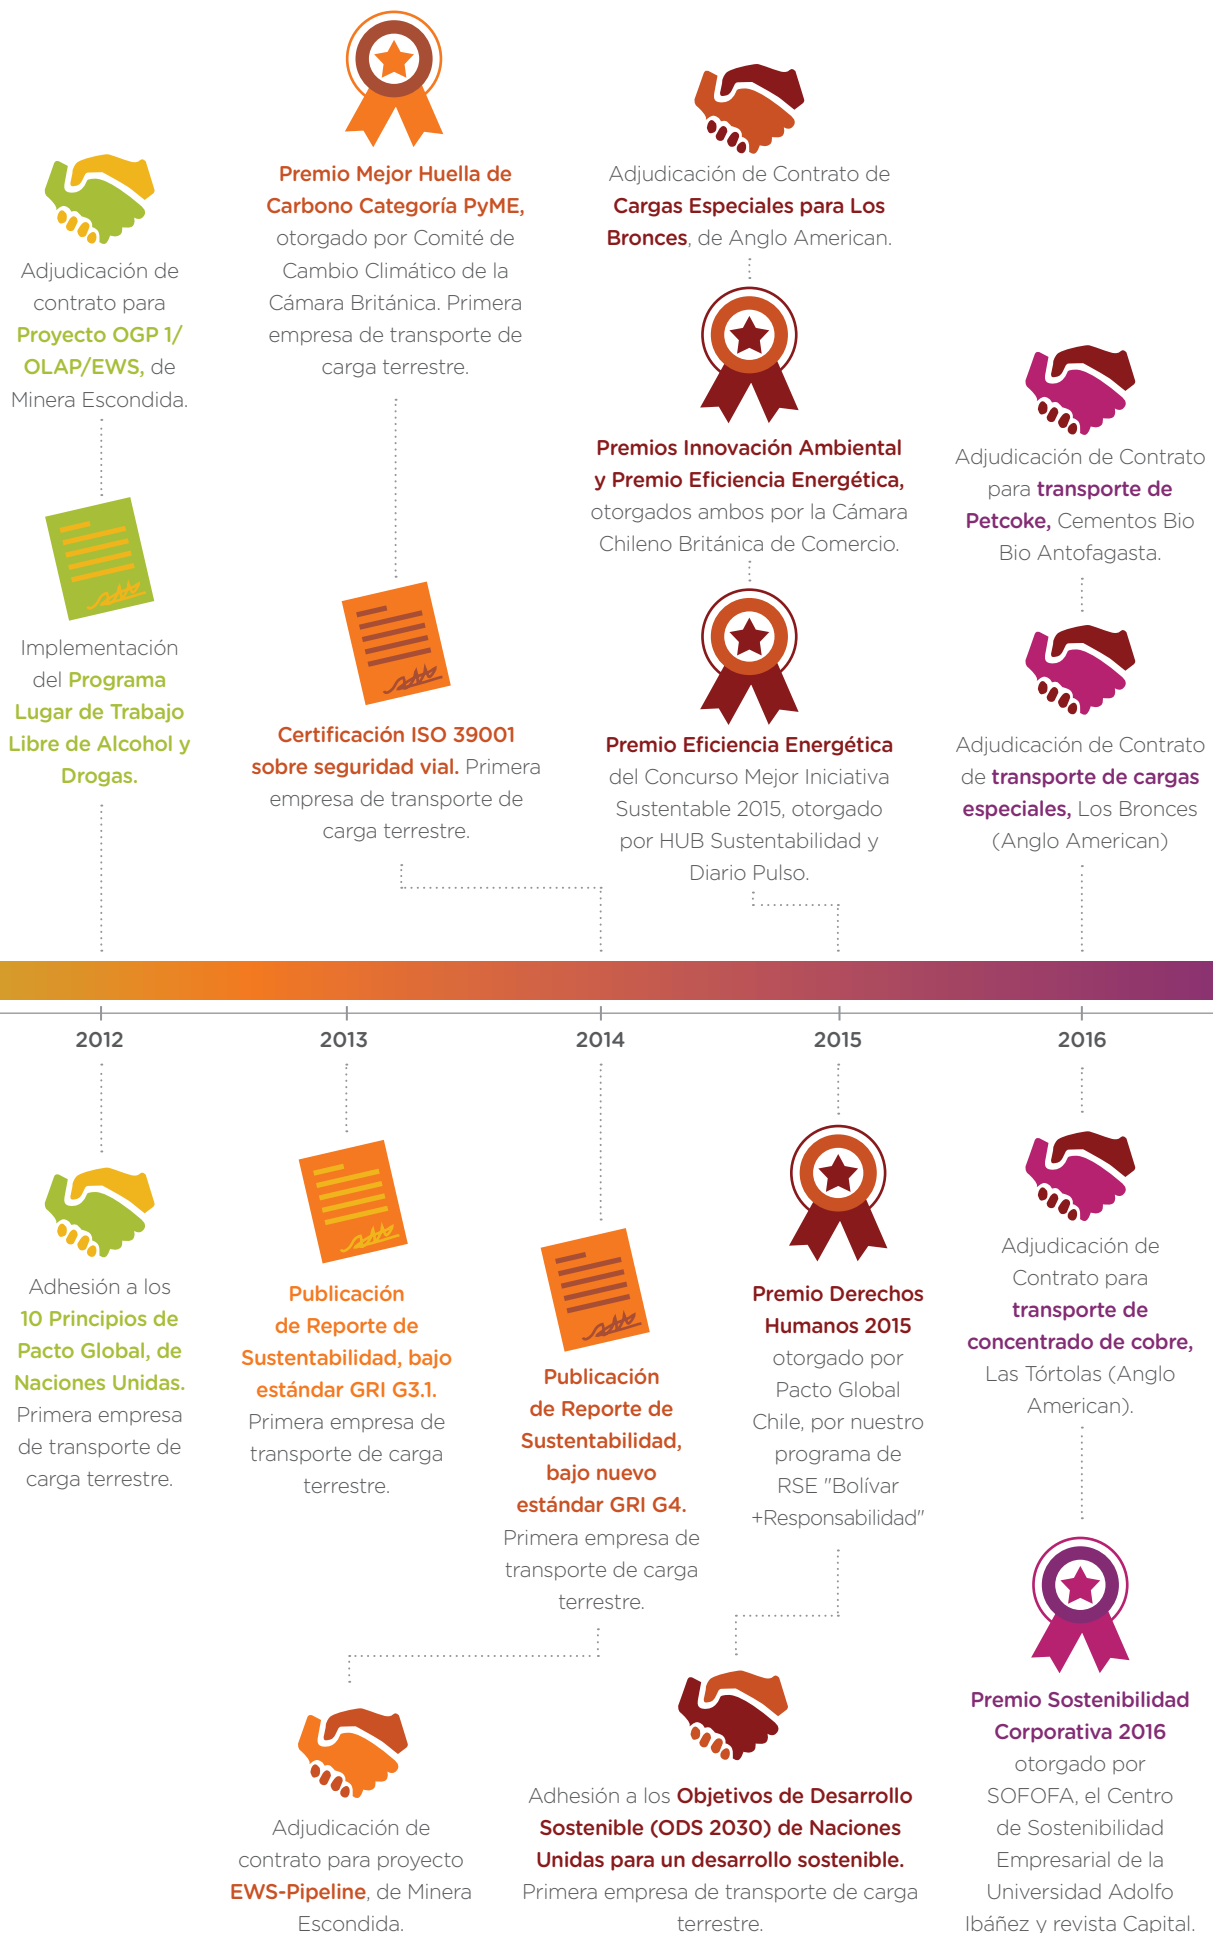 Adjudicación de
contrato para
Proyecto OGP 1/
OLAP/EWS, de
Minera Escondida.
Implementación
del Programa
Lugar de Trabajo
Libre de Alcohol y
Drogas.
Premio Mejor Huella de
Carbono Categoría PyME,
otorgado por Comité de
Cambio Climático de la
Cámara Británica. Primera
empresa de transporte de
carga terrestre.
Certificación ISO 39001
sobre seguridad vial. Primera
empresa de transporte de
carga terrestre.
Adjudicación de Contrato de
Cargas Especiales para Los
Bronces, de Anglo American.
Premios Innovación Ambiental
y Premio Eficiencia Energética,
otorgados ambos por la Cámara
Chileno Británica de Comercio.
Premio Eficiencia Energética
del Concurso Mejor Iniciativa
Sustentable 2015, otorgado
por HUB Sustentabilidad y
Diario Pulso.
Adjudicación de Contrato
para transporte de
Petcoke, Cementos Bio
Bio Antofagasta.
Adjudicación de Contrato
de transporte de cargas
especiales, Los Bronces
(Anglo American)
2012
2013
2014
2015
2016
Adhesión a los
10 Principios de
Pacto Global, de
Naciones Unidas.
Primera empresa
de transporte de
carga terrestre.
Publicación
de Reporte de
Sustentabilidad, bajo
estándar GRI G3.1.
Primera empresa de
transporte de carga
terrestre.
Publicación
de Reporte de
Sustentabilidad,
bajo nuevo
estándar GRI G4.
Primera empresa de
transporte de carga
terrestre.
Adjudicación de
contrato para proyecto
EWS-Pipeline, de Minera
Escondida.
Premio Derechos
Humanos 2015
otorgado por
Pacto Global
Chile, por nuestro
programa de
RSE "Bolívar
+Responsabilidad"
Adhesión a los Objetivos de Desarrollo
Sostenible (ODS 2030) de Naciones
Unidas para un desarrollo sostenible.
Primera empresa de transporte de carga
terrestre.
Adjudicación de
Contrato para
transporte de
concentrado de cobre,
Las Tórtolas (Anglo
American).
Premio Sostenibilidad
Corporativa 2016
otorgado por
SOFOFA, el Centro
de Sostenibilidad
Empresarial de la
Universidad Adolfo
Ibáñez y revista Capital.